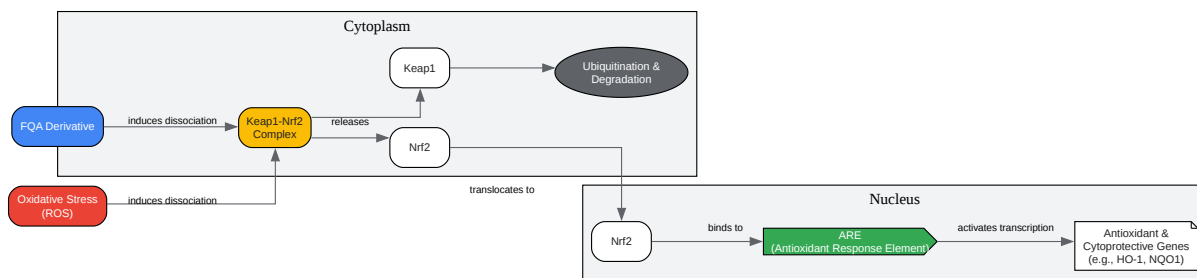 Cytoplasm
Keap1
Ubiquitination &
Degradation
FQA Derivative
induces dissociation
Keap1-Nrf2
Complex
releases
Nrf2
Oxidative Stress
(ROS)
induces dissociation
translocates to
Nucleus
Nrf2
binds to
ARE
(Antioxidant Response Element)
activates transcription
Antioxidant &
Cytoprotective Genes
(e.g., HO-1, NQO1)